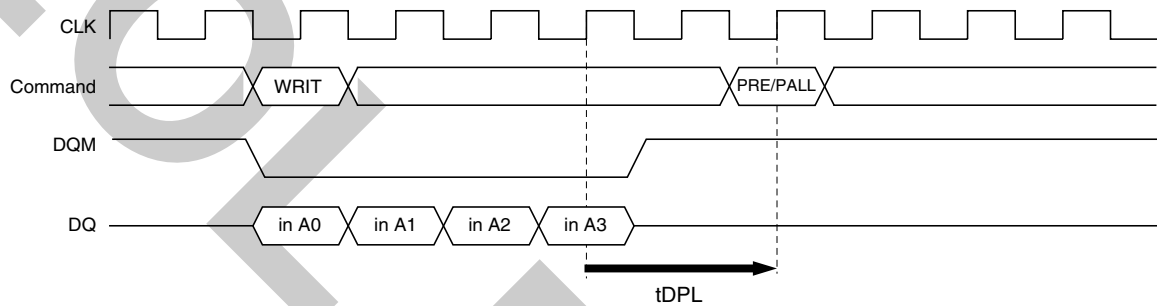 CLK
Command WRIT PRE/PALL
DQM
DQ in A0 in A1 in A2 in A3
tDPL